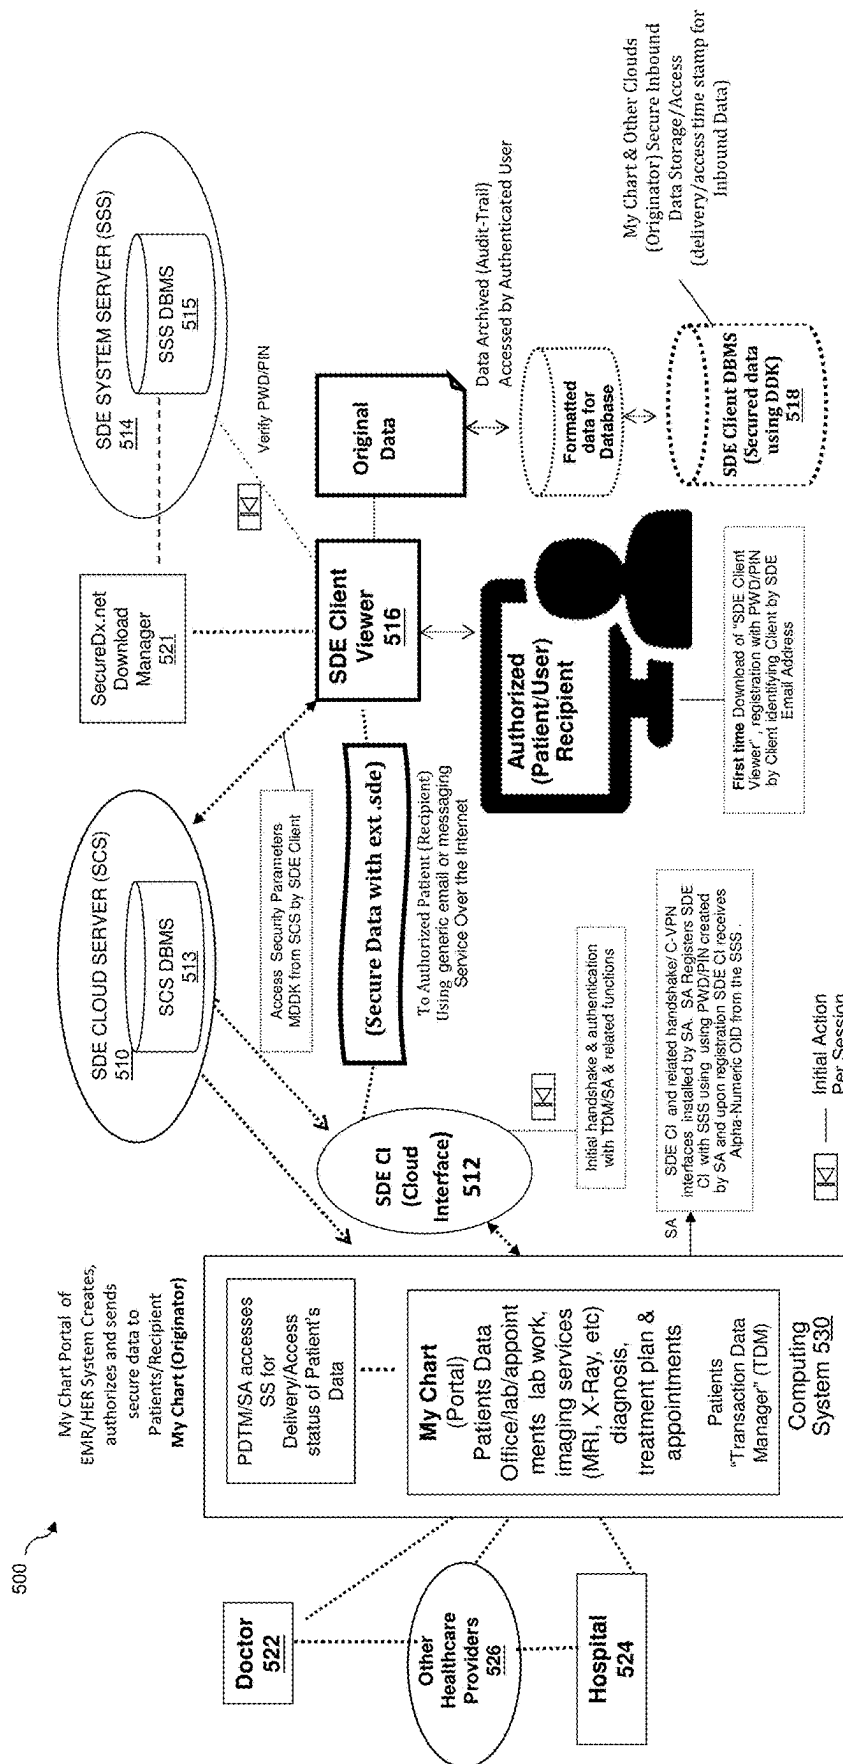 500
My Chart Portal of
EMR/HER System Creates,
authorizes and sends
secure data to
Patients/Recipient
My Chart (Originator)
Doctor
522
Other
Healthcare
Providers
526
Hospital
524
PDTM/SA accesses
SS for
Delivery/Access
status of Patient's
Data
My Chart
(Portal)
Patients Data
Office/lab/appoint
ments lab work,
imaging services
(MRI, X-Ray, etc)
diagnosis,
treatment plan &
appointments
Patients
"Transaction Data
Manager" (TDM)
Computing
System 530
SDE CLOUD SERVER (SCS)
510
SCS DBMS
513
SDE CI
(Cloud
Interface)
512
Initial handshake & authentication
with TDM/SA & related functions
SA
SDE CI and related handshake/ C-VPN
interfaces installed by SA. SA Registers SDE
CI with SSS using using PWD/PIN created
by SA and upon registration SDE CI receives
Alpha-Numeric OID from the SSS .
Initial Action
Per Session
Access Security Parameters
MDDK from SCS by SDE Client
(Secure Data with ext .sde)
To Authorized Patient (Recipient)
Using generic email or messaging
Service Over the Internet
SecureDx.net
Download
Manager
521
SDE SYSTEM SERVER (SSS)
514
SSS DBMS
515
Verify PWD/PIN
SDE Client
Viewer
516
Original
Data
Authorized
(Patient/User)
Recipient
First time Download of "SDE Client
Viewer", registration with PWD/PIN
by Client identifying Client by SDE
Email Address
Data Archived (Audit-Trail)
Accessed by Authenticated User
Formatted
data for
Database
SDE Client DBMS
(Secured data
using DDK)
518
My Chart & Other Clouds
(Originator) Secure Inbound
Data Storage/Access
(delivery/access time stamp for
Inbound Data)